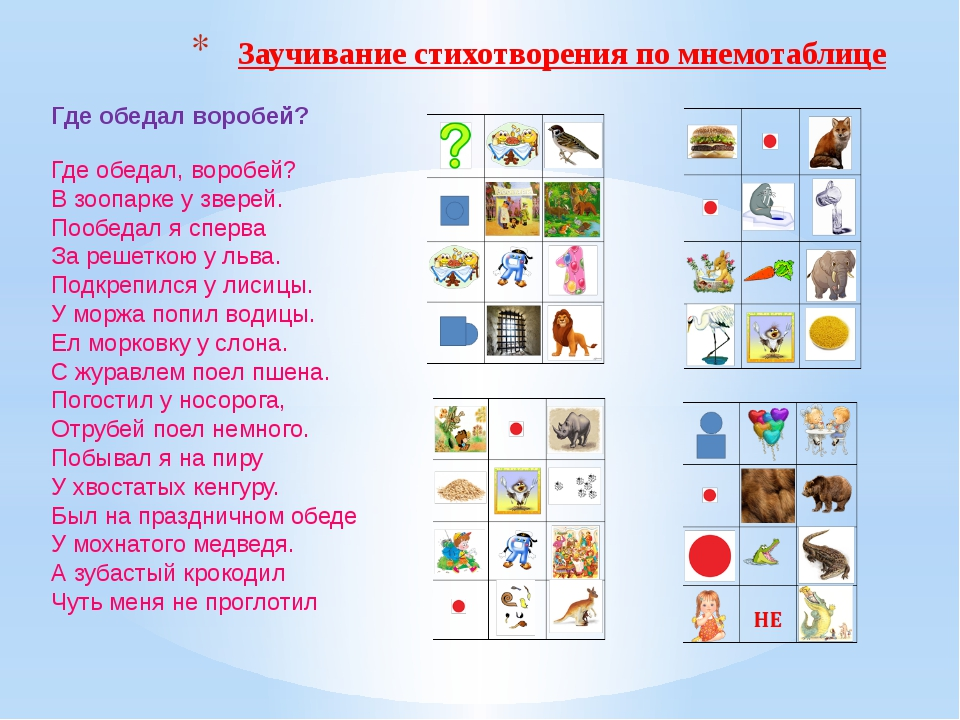 * Заучивание стихотворения по мнемотаблице
Где обедал воробей?
Где обедал, воробей?
В зоопарке у зверей.
Пообедал я сперва
За решеткою у льва.
Подкрепился у лисицы.
У моржа попил водицы.
Ел морковку у слона.
С журавлем поел пшена.
Погостил у носорога,
Отрубей поел немного.
Побывал я на пиру
У хвостатых кенгуру.
Был на праздничном обеде
У мохнатого медведя.
А зубастый крокодил
Чуть меня не проглотил
?
Я
1
Я
НЕ